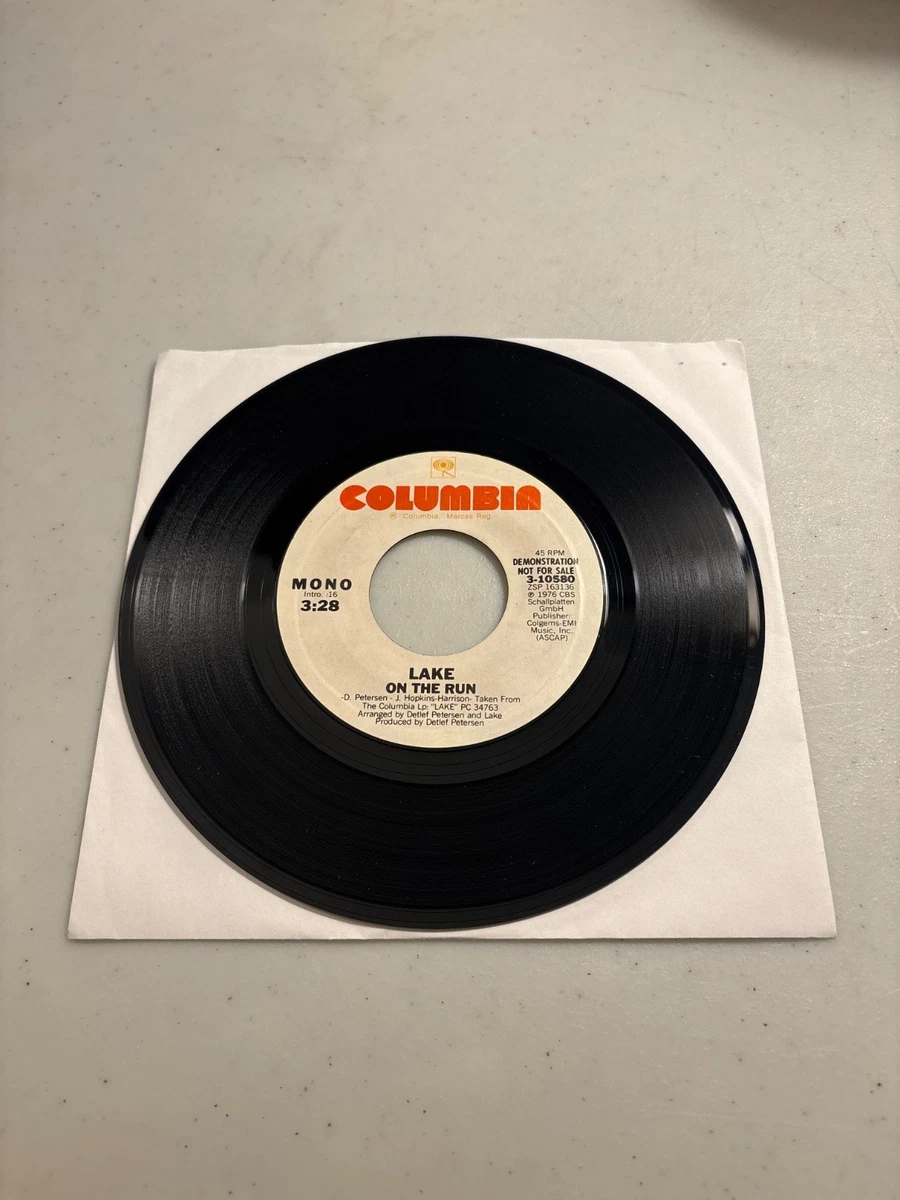 COLUMBIA
℗ "Columbia," Marcas Reg.
MONO
Intro. :16
3:28
45 RPM
DEMONSTRATION
NOT FOR SALE
3-10580
ZSP 163136
℗ 1976 CBS
Schallplatten
GmbH
Publisher:
Colgems-EMI
Music, Inc.
(ASCAP)
LAKE
ON THE RUN
-D. Petersen - J. Hopkins-Harrison- Taken From
The Columbia Lp: "LAKE" PC 34763
Arranged by Detlef Petersen and Lake
Produced by Detlef Petersen